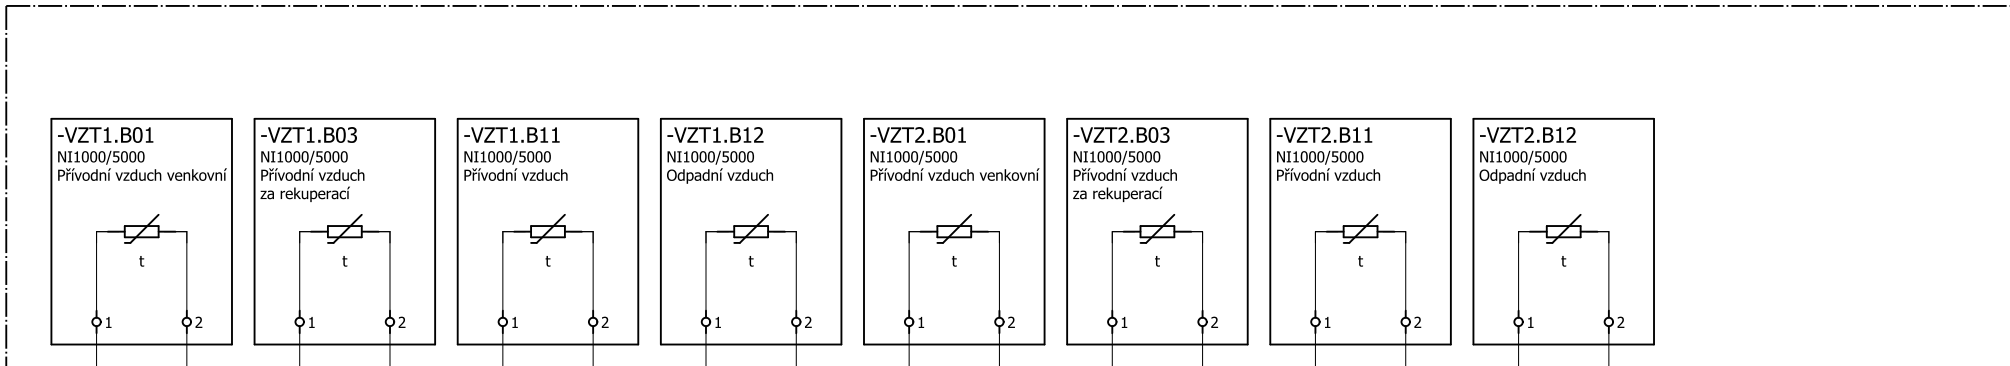 -VZT1.B01
NI1000/5000
Přívodní vzduch venkovní
t
1 2
-VZT1.B03
NI1000/5000
Přívodní vzduch
za rekuperací
t
1 2
-VZT1.B11
NI1000/5000
Přívodní vzduch
t
1 2
-VZT1.B12
NI1000/5000
Odpadní vzduch
t
1 2
-VZT2.B01
NI1000/5000
Přívodní vzduch venkovní
t
1 2
-VZT2.B03
NI1000/5000
Přívodní vzduch
za rekuperací
t
1 2
-VZT2.B11
NI1000/5000
Přívodní vzduch
t
1 2
-VZT2.B12
NI1000/5000
Odpadní vzduch
t
1 2